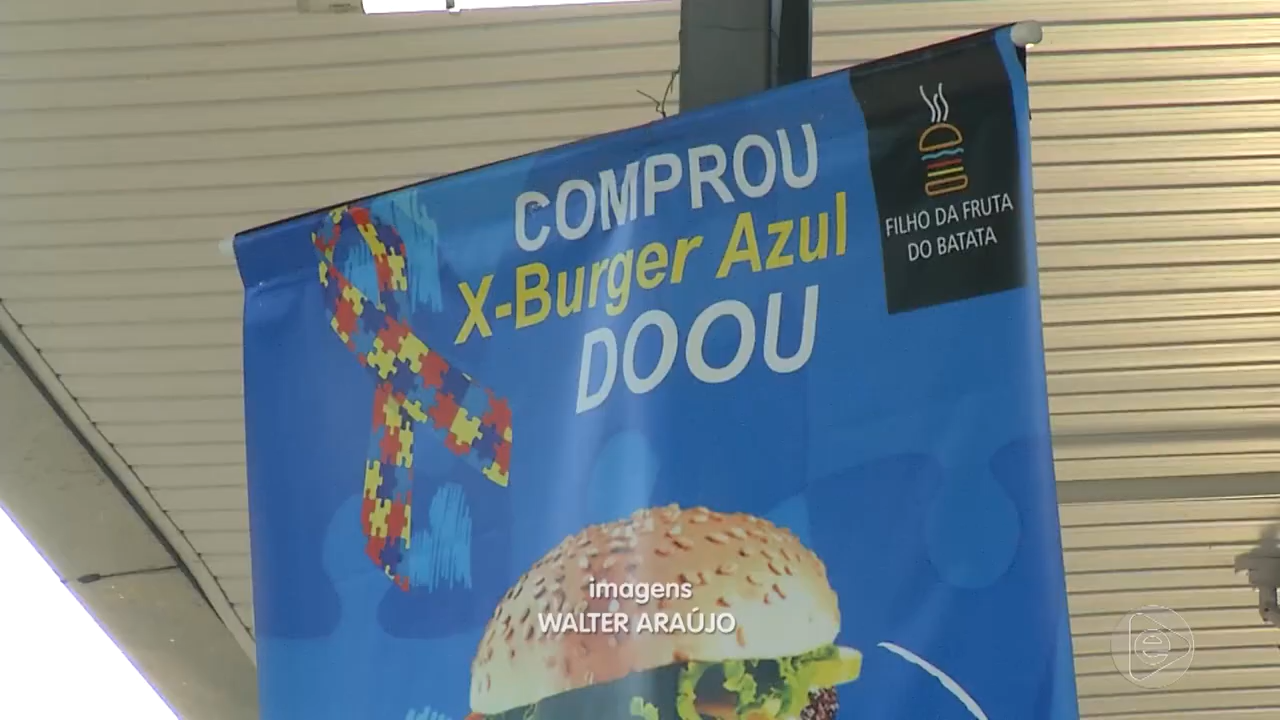 COMPROU
X-Burger Azul
DOOU
FILHO DA FRUTA
DO BATATA
imagens
WALTER ARAÚJO